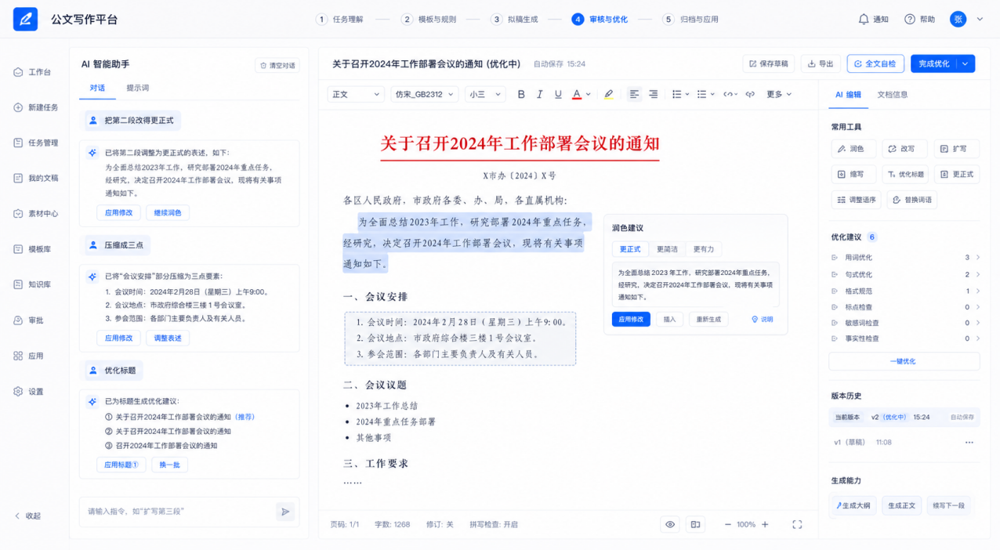 公文写作平台
1 任务理解
2 模板与规则
3 拟稿生成
4 审核与优化
5 归档与应用
通知
帮助
张
工作台
新建任务
任务管理
我的文稿
素材中心
模板库
知识库
审批
应用
设置
收起
AI 智能助手
清空对话
对话 提示词
把第二段改得更正式
已将第二段调整为更正式的表述，如下：
为全面总结2023年工作，研究部署2024年重点任务，
经研究，决定召开2024年工作部署会议，现将有关事项
通知如下。
应用修改 继续润色
压缩成三点
已将“会议安排”部分压缩为三点要素：
1. 会议时间：2024年2月28日（星期三）上午9:00。
2. 会议地点：市政府综合楼三楼 1 号会议室。
3. 参会范围：各部门主要负责人及有关人员。
应用修改 调整表述
优化标题
已为标题生成优化建议：
① 关于召开2024年工作部署会议的通知（推荐）
② 关于召开2024年工作部署会议的通知
③ 召开2024年工作部署会议的通知
应用标题① 换一批
请输入指令，如“扩写第三段”
关于召开2024年工作部署会议的通知 (优化中) 自动保存 15:24
保存草稿 导出 全文自检 完成优化
正文 仿宋_GB2312 小三 B I U A 更多
关于召开2024年工作部署会议的通知
X市办〔2024〕X号
各区人民政府，市政府各委、办、局，各直属机构：
为全面总结2023年工作，研究部署2024年重点任务，
经研究，决定召开2024年工作部署会议，现将有关事项
通知如下。
一、会议安排
1. 会议时间：2024年2月28日（星期三）上午9:00。
2. 会议地点：市政府综合楼三楼1号会议室。
3. 参会范围：各部门主要负责人及有关人员。
二、会议议题
• 2023年工作总结
• 2024年重点任务部署
• 其他事项
三、工作要求
……
润色建议
更正式 更简洁 更有力
为全面总结 2023 年工作，研究部署2024年重点任务，
经研究，决定召开2024年工作部署会议，现将有关事项
通知如下。
应用修改 插入 重新生成 说明
页码: 1/1 字数: 1268 修订: 关 拼写检查: 开启
100%
AI 编辑 文档信息
常用工具
润色 改写 扩写
缩写 优化标题 更正式
调整语序 替换词语
优化建议 6
用词优化 3
句式优化 2
格式规范 1
标点检查 0
敏感词检查 0
事实性检查 0
一键优化
版本历史
当前版本 v2（优化中） 15:24 自动保存
v1（草稿） 11:08
生成能力
生成大纲 生成正文 续写下一段